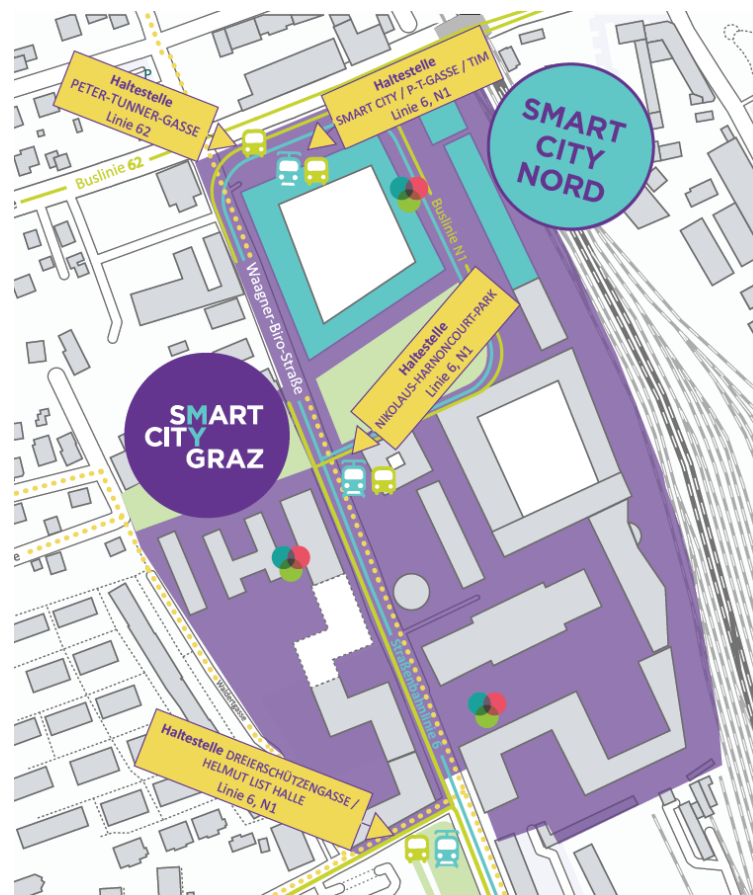 Haltestelle
PETER-TUNNER-GASSE
Linie 62
Haltestelle
SMART CITY / P-T-GASSE / TIM
Linie 6, N1
SMART
CITY
NORD
Buslinie 62
Buslinie N1
Waagner-Biro-Straße
Haltestelle
NIKOLAUS-HARNONCOURT-PARK
Linie 6, N1
SMART
CITY
GRAZ
Straßenbahnlinie 6
Haltestelle DREIERSCHÜTZENGASSE /
HELMUT LIST HALLE
Linie 6, N1